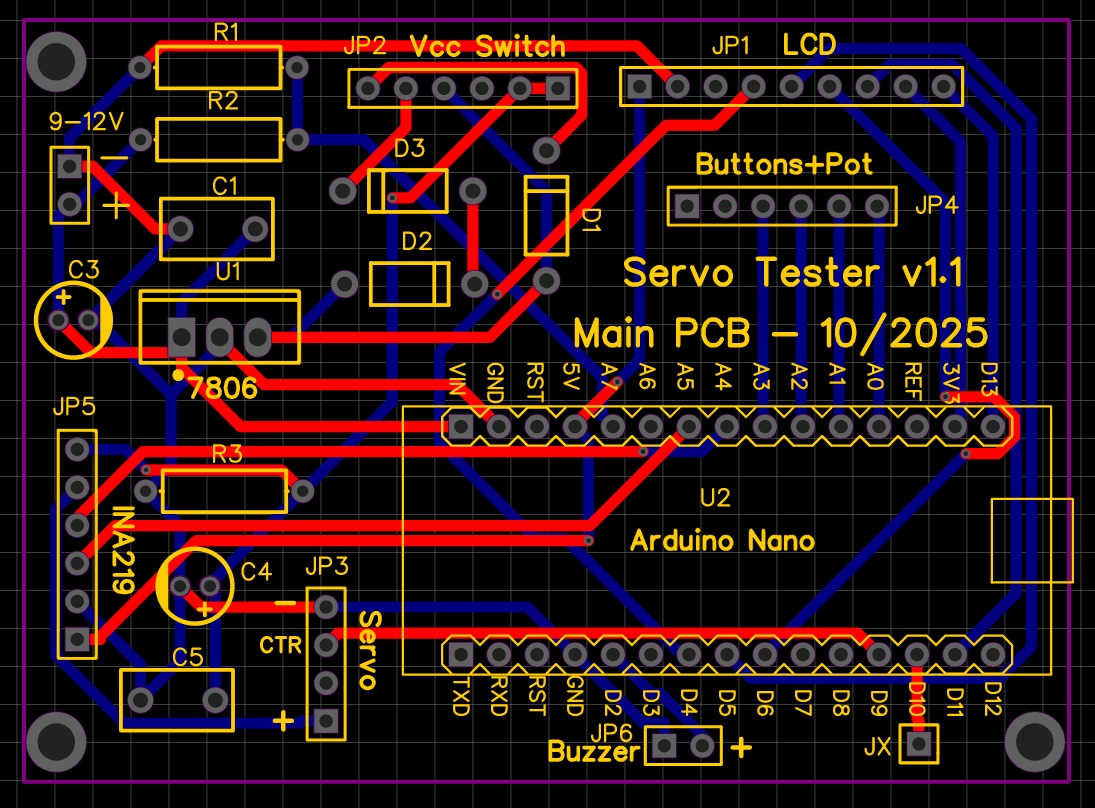 R1
JP2 Vcc Switch
JP1 LCD
R2
9-12V
−
+
D3
Buttons+Pot
C1
JP4
D1
D2
C3
+
U1
Servo Tester v1.1
Main PCB – 10/2025
7806
VIN GND RST 5V A7 A6 A5 A4 A3 A2 A1 A0 REF 3V3 D13
JP5
R3
U2
INA219
Arduino Nano
C4
+
JP3
−
CTR
Servo
C5
+
TXD RXD RST GND D2 D3 D4 D5 D6 D7 D8 D9 D10 D11 D12
JP6
Buzzer +
JX